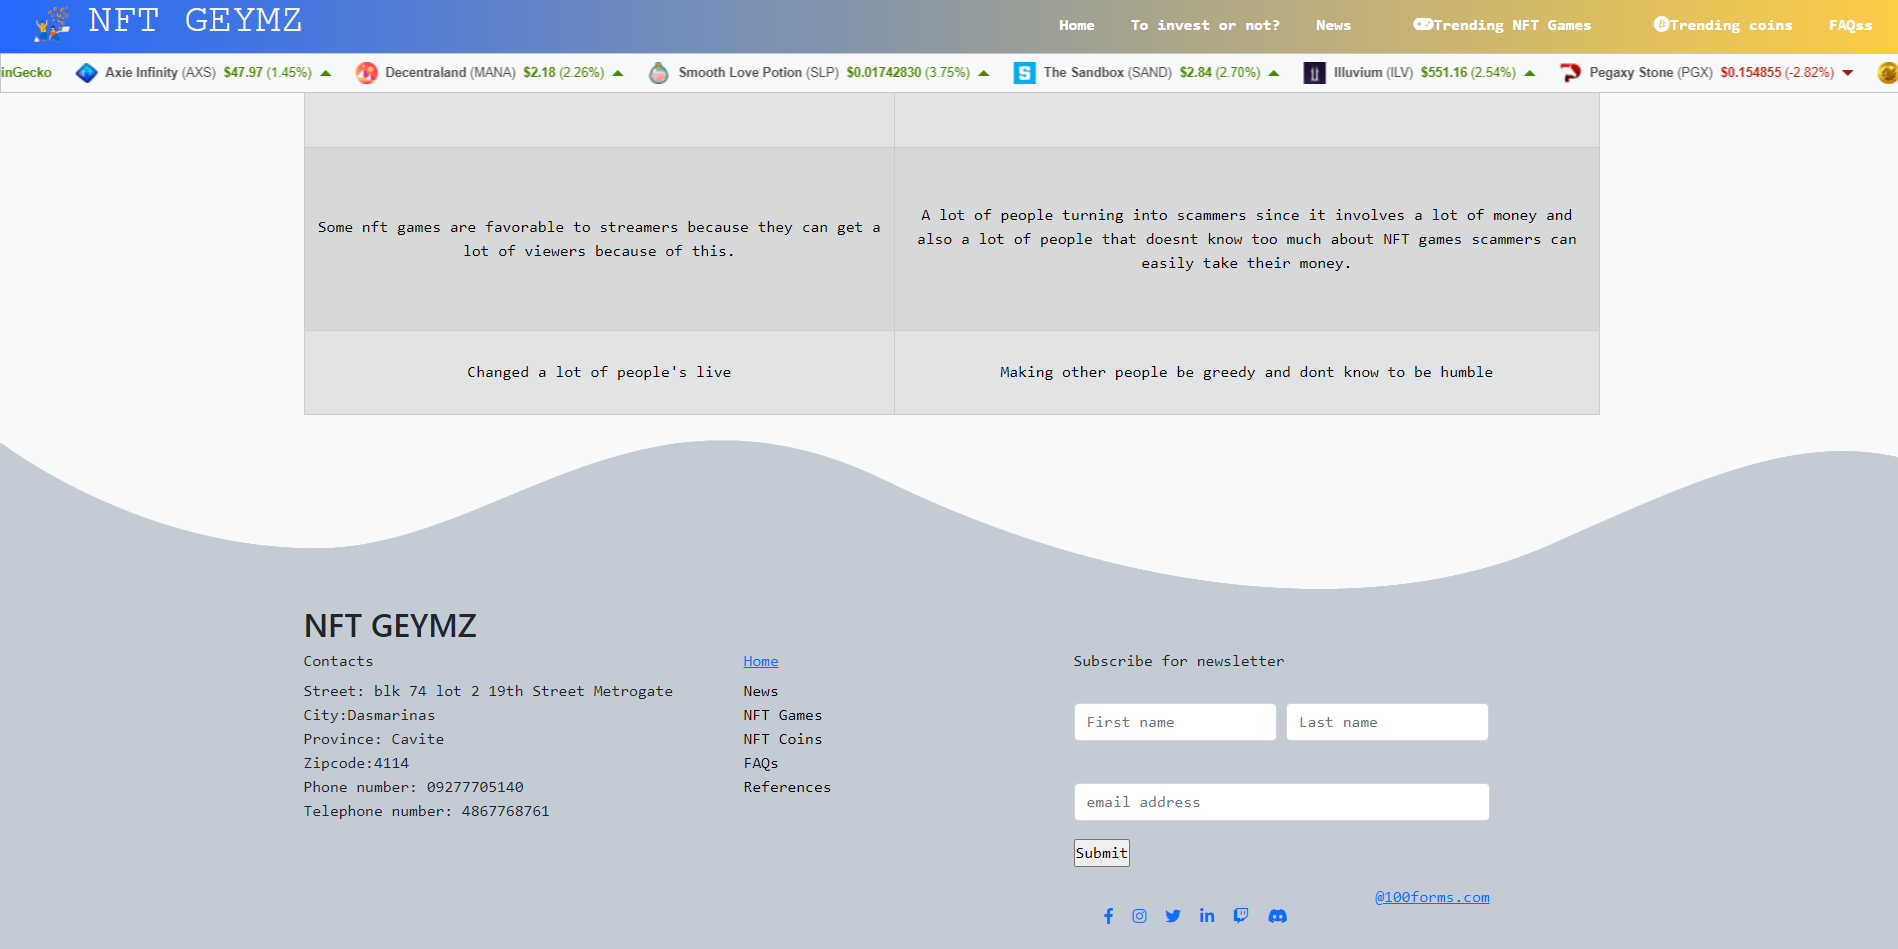 NFT GEYMZ
Home To invest or not? News Trending NFT Games Trending coins FAQss
inGecko Axie Infinity (AXS) $47.97 (1.45%) Decentraland (MANA) $2.18 (2.26%) Smooth Love Potion (SLP) $0.01742830 (3.75%) The Sandbox (SAND) $2.84 (2.70%) Illuvium (ILV) $551.16 (2.54%) Pegaxy Stone (PGX) $0.154855 (-2.82%)
Some nft games are favorable to streamers because they can get a
lot of viewers because of this.
A lot of people turning into scammers since it involves a lot of money and
also a lot of people that doesnt know too much about NFT games scammers can
easily take their money.
Changed a lot of people's live
Making other people be greedy and dont know to be humble
NFT GEYMZ
Contacts
Street: blk 74 lot 2 19th Street Metrogate
City:Dasmarinas
Province: Cavite
Zipcode:4114
Phone number: 09277705140
Telephone number: 4867768761
Home
News
NFT Games
NFT Coins
FAQs
References
Subscribe for newsletter
First name Last name
email address
Submit
@100forms.com